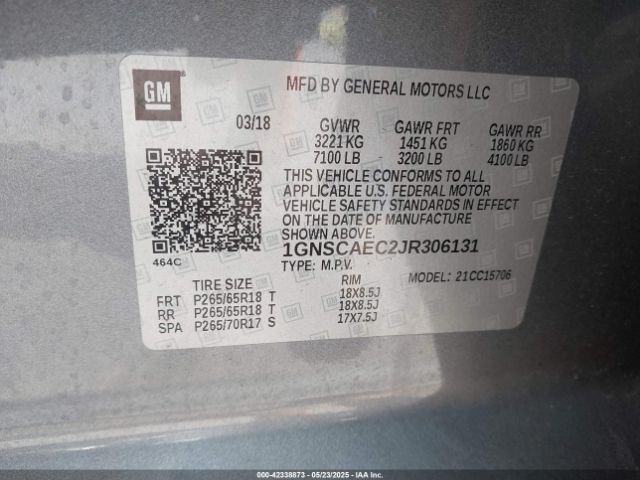 GM
MFD BY GENERAL MOTORS LLC
03/18 GVWR GAWR FRT GAWR RR
3221 KG 1451 KG 1860 KG
7100 LB 3200 LB 4100 LB
THIS VEHICLE CONFORMS TO ALL
APPLICABLE U.S. FEDERAL MOTOR
VEHICLE SAFETY STANDARDS IN EFFECT
ON THE DATE OF MANUFACTURE
SHOWN ABOVE.
1GNSCAEC2JR306131
464C TYPE: M.P.V. MODEL: 21CC15706
TIRE SIZE RIM
FRT P265/65R18 T 18X8.5J
RR P265/65R18 T 18X8.5J
SPA P265/70R17 S 17X7.5J
000-42338873 - 05/23/2025 - IAAI.COM